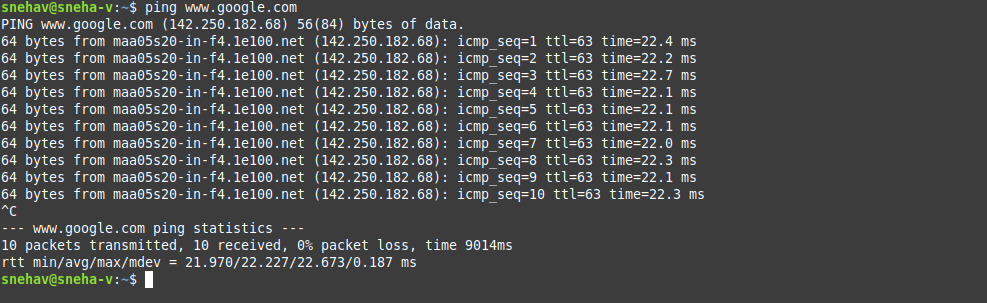 snehav@sneha-v:~$ ping www.google.com
PING www.google.com (142.250.182.68) 56(84) bytes of data.
64 bytes from maa05s20-in-f4.1e100.net (142.250.182.68): icmp_seq=1 ttl=63 time=22.4 ms
64 bytes from maa05s20-in-f4.1e100.net (142.250.182.68): icmp_seq=2 ttl=63 time=22.2 ms
64 bytes from maa05s20-in-f4.1e100.net (142.250.182.68): icmp_seq=3 ttl=63 time=22.7 ms
64 bytes from maa05s20-in-f4.1e100.net (142.250.182.68): icmp_seq=4 ttl=63 time=22.1 ms
64 bytes from maa05s20-in-f4.1e100.net (142.250.182.68): icmp_seq=5 ttl=63 time=22.1 ms
64 bytes from maa05s20-in-f4.1e100.net (142.250.182.68): icmp_seq=6 ttl=63 time=22.1 ms
64 bytes from maa05s20-in-f4.1e100.net (142.250.182.68): icmp_seq=7 ttl=63 time=22.0 ms
64 bytes from maa05s20-in-f4.1e100.net (142.250.182.68): icmp_seq=8 ttl=63 time=22.3 ms
64 bytes from maa05s20-in-f4.1e100.net (142.250.182.68): icmp_seq=9 ttl=63 time=22.1 ms
64 bytes from maa05s20-in-f4.1e100.net (142.250.182.68): icmp_seq=10 ttl=63 time=22.3 ms
^C
--- www.google.com ping statistics ---
10 packets transmitted, 10 received, 0% packet loss, time 9014ms
rtt min/avg/max/mdev = 21.970/22.227/22.673/0.187 ms
snehav@sneha-v:~$